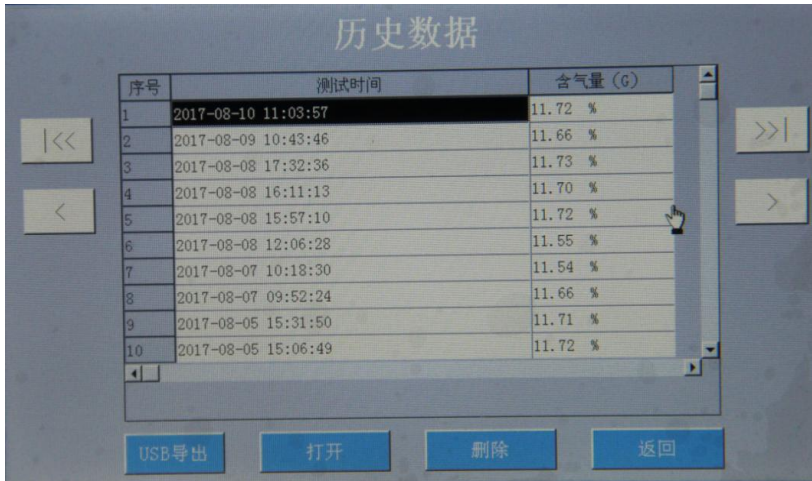 历史数据
序号 测试时间 含气量（G）
1 2017-08-10 11:03:57 11.72 %
2 2017-08-09 10:43:46 11.66 %
3 2017-08-08 17:32:36 11.73 %
4 2017-08-08 16:11:13 11.70 %
5 2017-08-08 15:57:10 11.72 %
6 2017-08-08 12:06:28 11.55 %
7 2017-08-07 10:18:30 11.54 %
8 2017-08-07 09:52:24 11.66 %
9 2017-08-05 15:31:50 11.71 %
10 2017-08-05 15:06:49 11.72 %
|<< >>|
< >
USB导出 打开 删除 返回